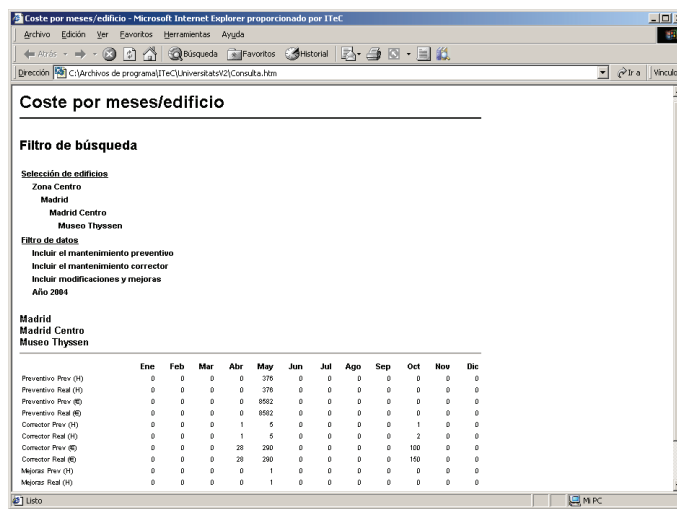 Coste por meses/edificio - Microsoft Internet Explorer proporcionado por ITeC
Archivo Edición Ver Favoritos Herramientas Ayuda
Atrás Búsqueda Favoritos Historial
Dirección C:\Archivos de programa\ITeC\UniversitatsV2\Consulta.htm Ir a Vínculo
Coste por meses/edificio
Filtro de búsqueda
Selección de edificios
Zona Centro
Madrid
Madrid Centro
Museo Thyssen
Filtro de datos
Incluir el mantenimiento preventivo
Incluir el mantenimiento corrector
Incluir modificaciones y mejoras
Año 2004
Madrid
Madrid Centro
Museo Thyssen
Ene Feb Mar Abr May Jun Jul Ago Sep Oct Nov Dic
Preventivo Prev (H) 0 0 0 0 376 0 0 0 0 0 0 0
Preventivo Real (H) 0 0 0 0 376 0 0 0 0 0 0 0
Preventivo Prev (€) 0 0 0 0 8582 0 0 0 0 0 0 0
Preventivo Real (€) 0 0 0 0 8582 0 0 0 0 0 0 0
Corrector Prev (H) 0 0 0 1 5 0 0 0 0 1 0 0
Corrector Real (H) 0 0 0 1 5 0 0 0 0 2 0 0
Corrector Prev (€) 0 0 0 28 290 0 0 0 0 100 0 0
Corrector Real (€) 0 0 0 28 290 0 0 0 0 150 0 0
Mejoras Prev (H) 0 0 0 0 1 0 0 0 0 0 0 0
Mejoras Real (H) 0 0 0 0 1 0 0 0 0 0 0 0
Listo Mi PC